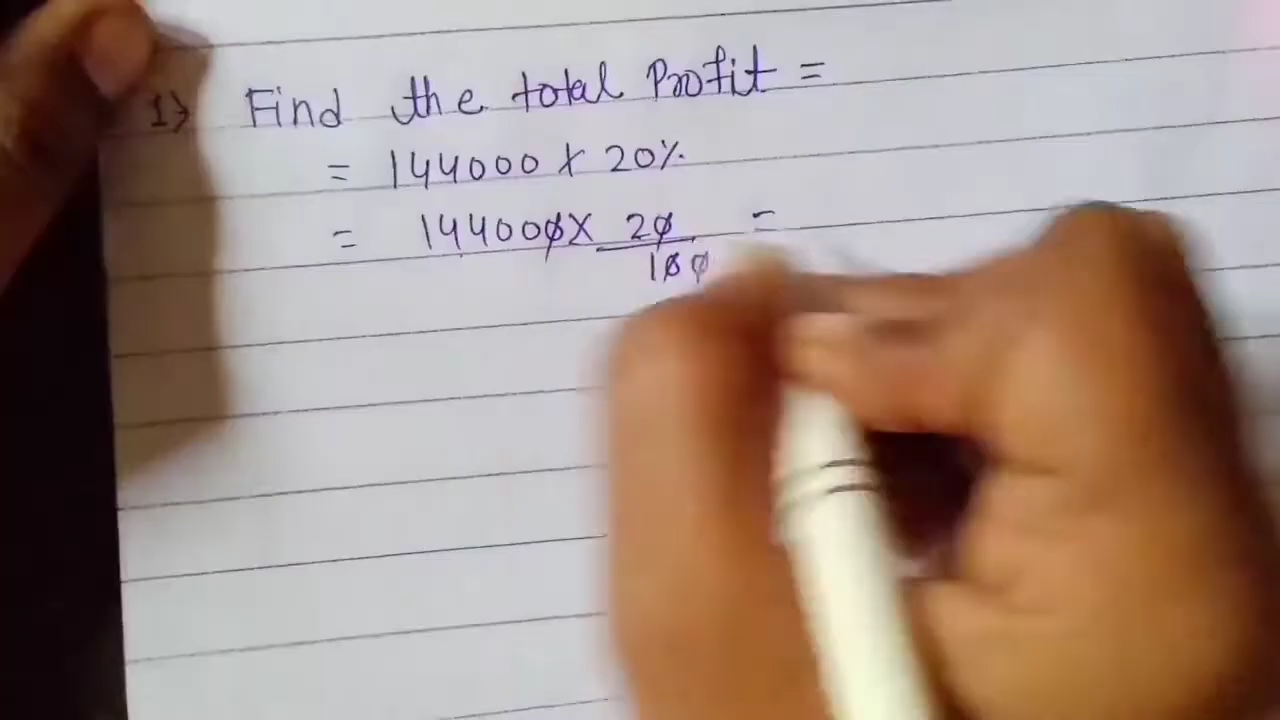 1) Find the total Profit =
= 144000 x 20%
= 144000 x 20 =
100